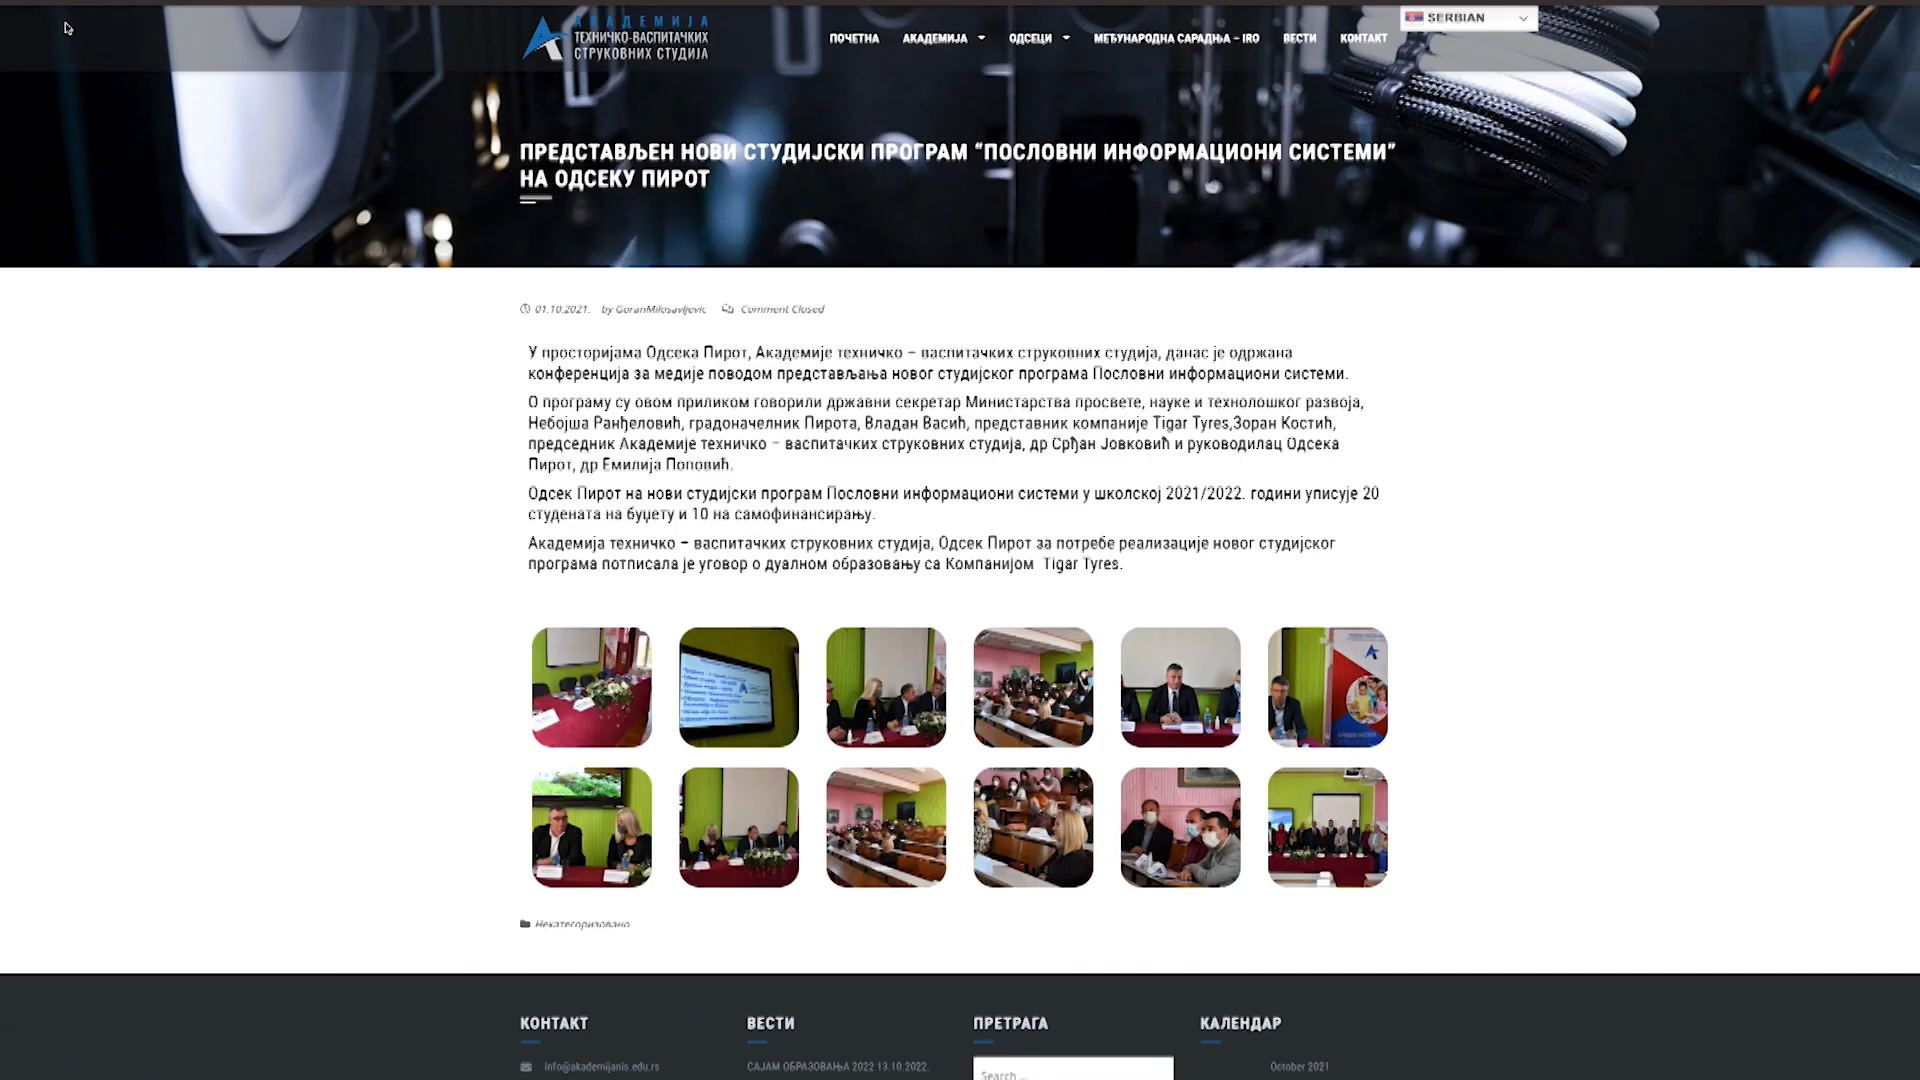 АКАДЕМИЈА
ТЕХНИЧКО-ВАСПИТАЧКИХ
СТРУКОВНИХ СТУДИЈА
ПОЧЕТНА АКАДЕМИЈА ОДСЕЦИ МЕЂУНАРОДНА САРАДЊА – IRO ВЕСТИ КОНТАКТ
SERBIAN
ПРЕДСТАВЉЕН НОВИ СТУДИЈСКИ ПРОГРАМ “ПОСЛОВНИ ИНФОРМАЦИОНИ СИСТЕМИ”
НА ОДСЕКУ ПИРОТ
01.10.2021. by GoranMilosavljevic Comment Closed
У просторијама Одсека Пирот, Академије техничко – васпитачких струковних студија, данас је одржана
конференција за медије поводом представљања новог студијског програма Пословни информациони системи.
О програму су овом приликом говорили државни секретар Министарства просвете, науке и технолошког развоја,
Небојша Ранђеловић, градоначелник Пирота, Владан Васић, представник компаније Tigar Tyres,Зоран Костић,
председник Академије техничко – васпитачких струковних студија, др Срђан Јовковић и руководилац Одсека
Пирот, др Емилија Поповић.
Одсек Пирот на нови студијски програм Пословни информациони системи у школској 2021/2022. години уписује 20
студената на буџету и 10 на самофинансирању.
Академија техничко – васпитачких струковних студија, Одсек Пирот за потребе реализације новог студијског
програма потписала је уговор о дуалном образовању са Компанијом Tigar Tyres.
Некатегоризовано
КОНТАКТ
info@akademijanis.edu.rs
ВЕСТИ
САЈАМ ОБРАЗОВАЊА 2022 13.10.2022.
ПРЕТРАГА
Search ...
КАЛЕНДАР
October 2021